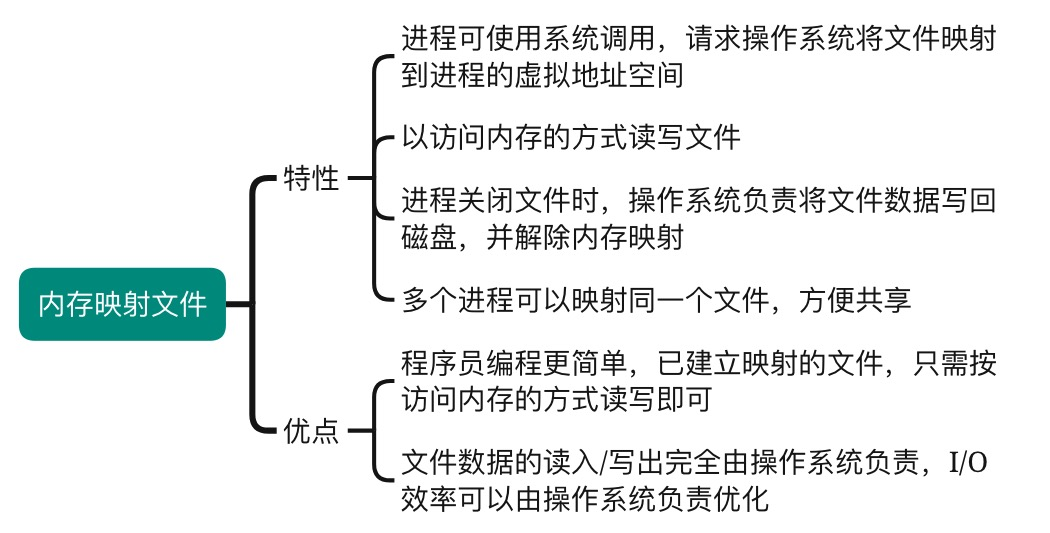 内存映射文件
特性
进程可使用系统调用，请求操作系统将文件映射
到进程的虚拟地址空间
以访问内存的方式读写文件
进程关闭文件时，操作系统负责将文件数据写回
磁盘，并解除内存映射
多个进程可以映射同一个文件，方便共享
优点
程序员编程更简单，已建立映射的文件，只需按
访问内存的方式读写即可
文件数据的读入/写出完全由操作系统负责，I/O
效率可以由操作系统负责优化